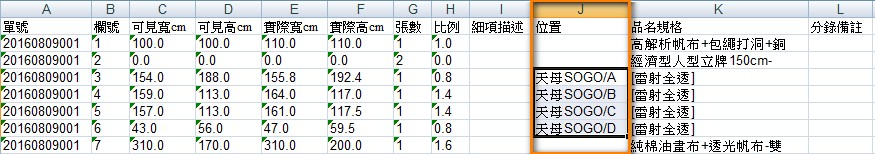 A B C D E F G H I J K L
單號 欄號 可見寬cm 可見高cm 實際寬cm 實際高cm 張數 比例 細項描述 位置 品名規格 分錄備註
20160809001 1 100.0 100.0 110.0 110.0 1 1.0 高解析帆布+包繩打洞+銅
20160809001 2 0.0 0.0 0.0 0.0 2 0.0 經濟型人型立牌150cm-
20160809001 3 154.0 188.0 155.8 192.4 1 0.8 天母SOGO/A [雷射全透]
20160809001 4 159.0 113.0 164.0 117.0 1 1.4 天母SOGO/B [雷射全透]
20160809001 5 157.0 113.0 161.0 117.5 1 1.4 天母SOGO/C [雷射全透]
20160809001 6 43.0 56.0 47.0 59.5 1 0.8 天母SOGO/D [雷射全透]
20160809001 7 310.0 170.0 310.0 200.0 1 1.6 純棉油畫布+透光帆布-雙